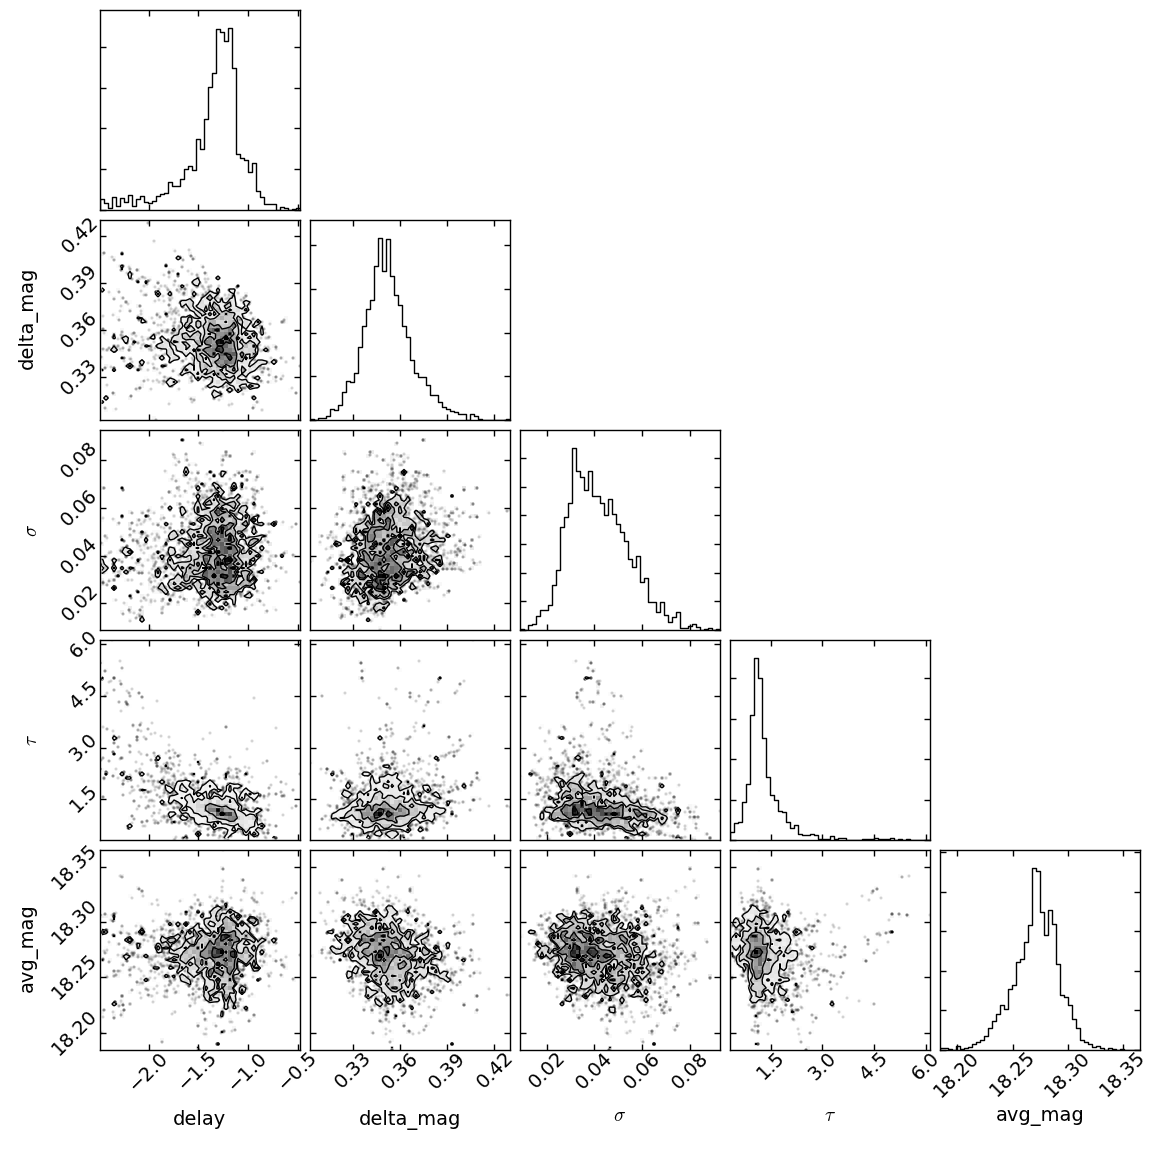 0.42
0.39
0.36
0.33
delta_mag
0.08
0.06
0.04
0.02
σ
6.0
4.5
3.0
1.5
τ
18.35
18.30
18.25
18.20
avg_mag
−2.0 −1.5 −1.0 −0.5
0.33 0.36 0.39 0.42
0.02 0.04 0.06 0.08
1.5 3.0 4.5 6.0
18.20 18.25 18.30 18.35
delay delta_mag σ τ avg_mag